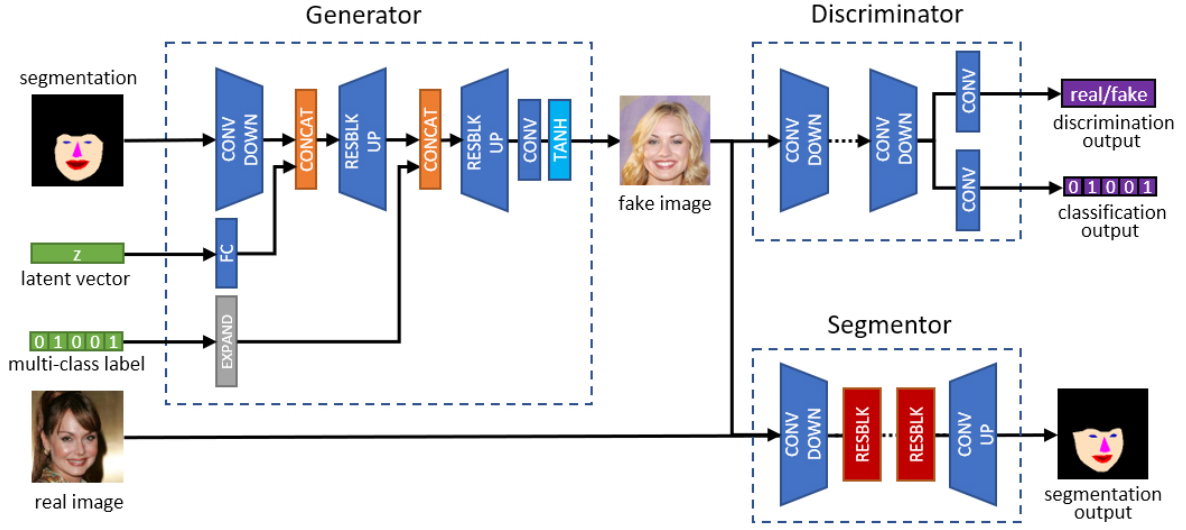 Generator
segmentation
CONV
DOWN
CONCAT
RESBLK
UP
CONCAT
RESBLK
UP
CONV
TANH
z
latent vector
FC
0 1 0 0 1
multi-class label
EXPAND
real image
fake image
Discriminator
CONV
DOWN
CONV
DOWN
CONV
CONV
real/fake
discrimination
output
0 1 0 0 1
classification
output
Segmentor
CONV
DOWN
RESBLK
RESBLK
CONV
UP
segmentation
output